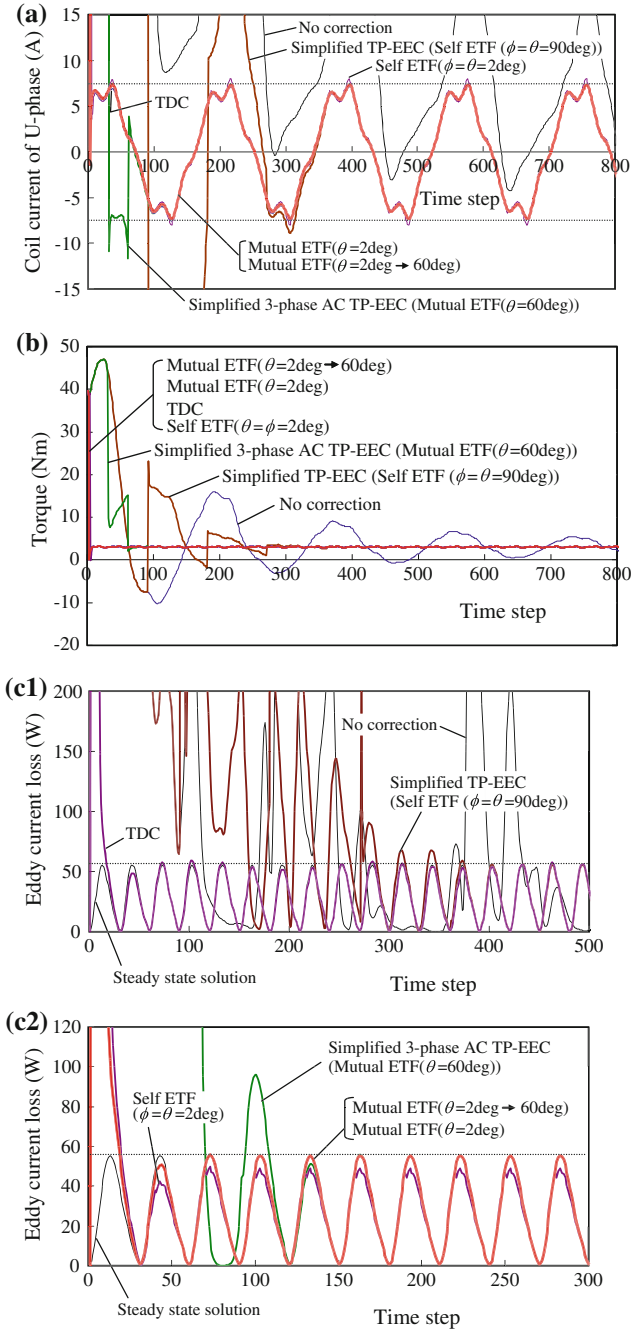 (a)
Coil current of U-phase (A)
15
10
5
0
-5
-10
-15
No correction
Simplified TP-EEC (Self ETF (ϕ=θ=90deg))
Self ETF(ϕ=θ=2deg)
TDC
100 200 300 400 500 600 700 800
Time step
Mutual ETF(θ=2deg)
Mutual ETF(θ=2deg→60deg)
Simplified 3-phase AC TP-EEC (Mutual ETF(θ=60deg))
(b)
Torque (Nm)
50
40
30
20
10
0
-10
-20
Mutual ETF(θ=2deg→60deg)
Mutual ETF(θ=2deg)
TDC
Self ETF(θ=ϕ=2deg)
Simplified 3-phase AC TP-EEC (Mutual ETF(θ=60deg))
Simplified TP-EEC (Self ETF (ϕ=θ=90deg))
No correction
0 100 200 300 400 500 600 700 800
Time step
(c1)
Eddy current loss (W)
200
150
100
50
0
No correction
Simplified TP-EEC
(Self ETF (ϕ=θ=90deg))
TDC
Steady state solution
0 100 200 300 400 500
Time step
(c2)
Eddy current loss (W)
120
100
80
60
40
20
0
Simplified 3-phase AC TP-EEC
(Mutual ETF(θ=60deg))
Self ETF
(ϕ=θ=2deg)
Mutual ETF(θ=2deg→60deg)
Mutual ETF(θ=2deg)
Steady state solution
0 50 100 150 200 250 300
Time step